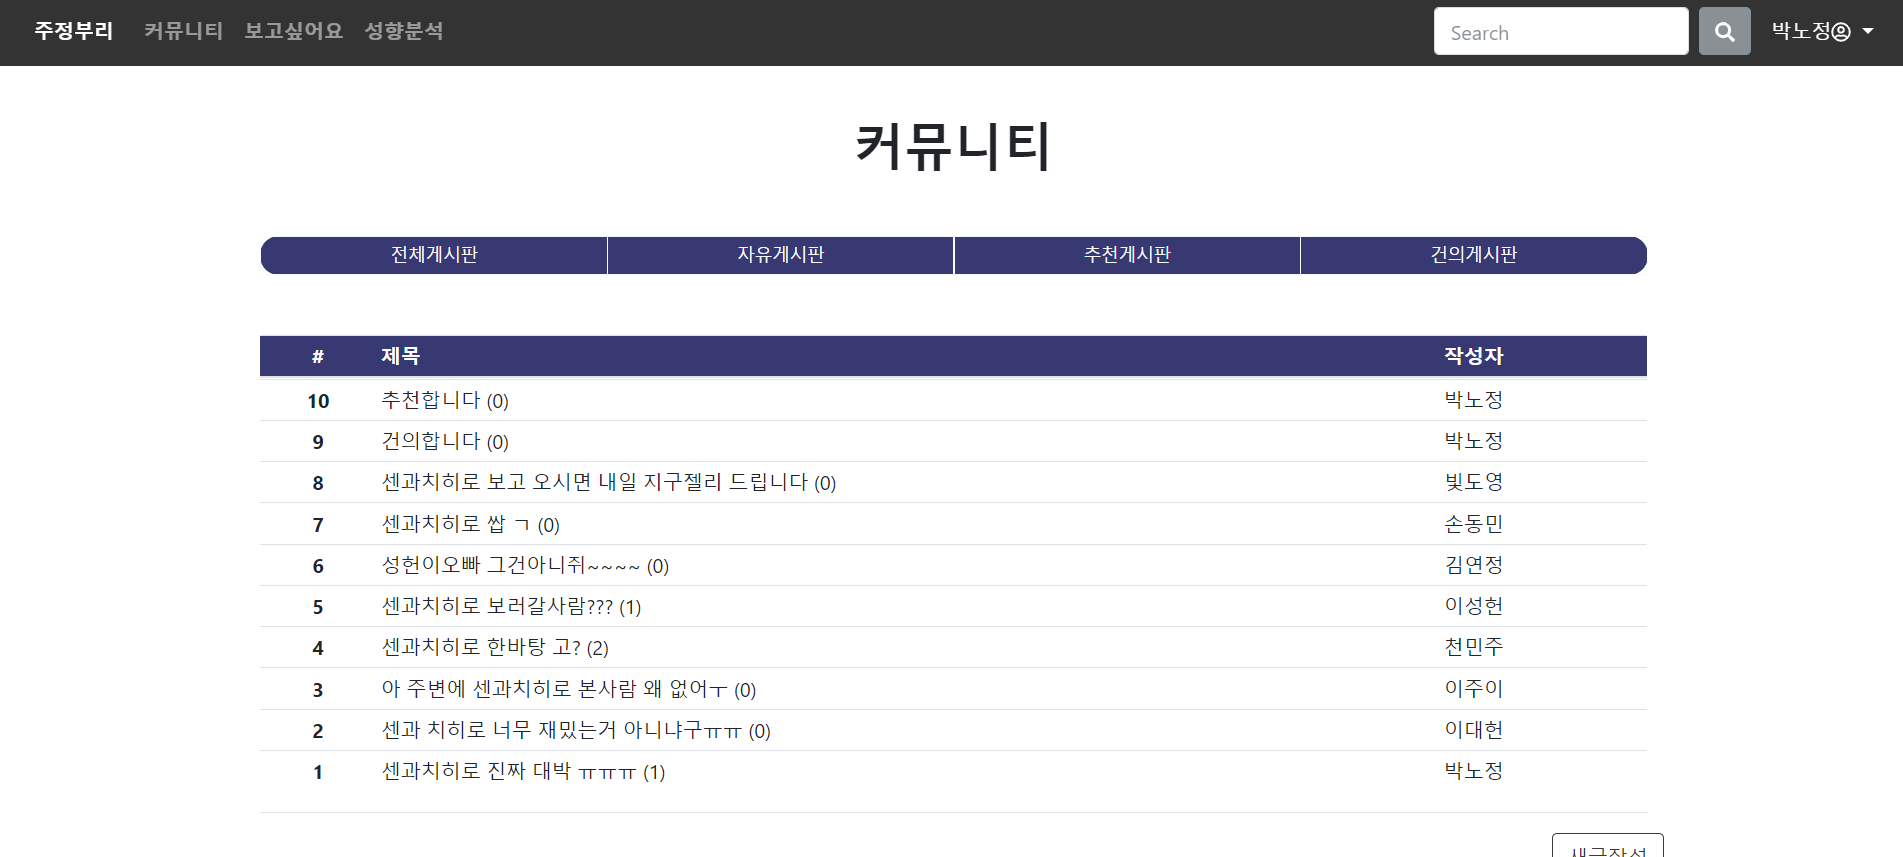 주정부리 커뮤니티 보고싶어요 성향분석 Search 박노정
커뮤니티
전체게시판 자유게시판 추천게시판 건의게시판
# 제목 작성자
10 추천합니다 (0) 박노정
9 건의합니다 (0) 박노정
8 센과치히로 보고 오시면 내일 지구젤리 드립니다 (0) 빛도영
7 센과치히로 쌉 ㄱ (0) 손동민
6 성헌이오빠 그건아니쥐~~~~ (0) 김연정
5 센과치히로 보러갈사람??? (1) 이성헌
4 센과치히로 한바탕 고? (2) 천민주
3 아 주변에 센과치히로 본사람 왜 없어ㅜ (0) 이주이
2 센과 치히로 너무 재밌는거 아니냐구ㅠㅠ (0) 이대헌
1 센과치히로 진짜 대박 ㅠㅠㅠ (1) 박노정
새글작성